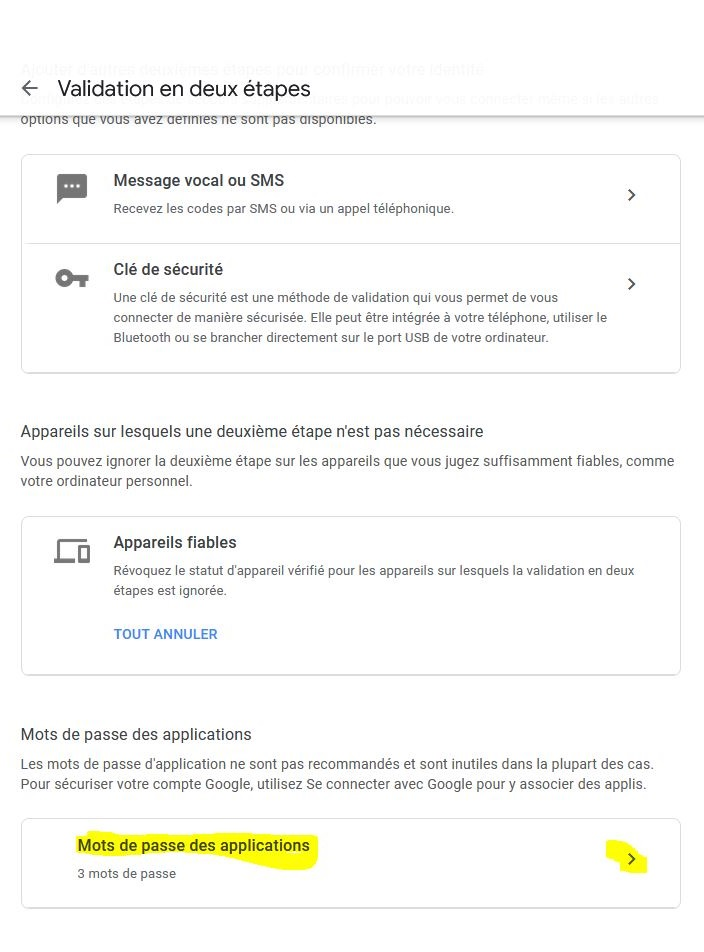 Ajouter d'autres deuxièmes étapes pour confirmer votre identité
Validation en deux étapes
pour pouvoir vous connecter même si les autres
options que vous avez définies ne sont pas disponibles.
Message vocal ou SMS
Recevez les codes par SMS ou via un appel téléphonique.
Clé de sécurité
Une clé de sécurité est une méthode de validation qui vous permet de vous
connecter de manière sécurisée. Elle peut être intégrée à votre téléphone, utiliser le
Bluetooth ou se brancher directement sur le port USB de votre ordinateur.
Appareils sur lesquels une deuxième étape n'est pas nécessaire
Vous pouvez ignorer la deuxième étape sur les appareils que vous jugez suffisamment fiables, comme
votre ordinateur personnel.
Appareils fiables
Révoquez le statut d'appareil vérifié pour les appareils sur lesquels la validation en deux
étapes est ignorée.
TOUT ANNULER
Mots de passe des applications
Les mots de passe d'application ne sont pas recommandés et sont inutiles dans la plupart des cas.
Pour sécuriser votre compte Google, utilisez Se connecter avec Google pour y associer des applis.
Mots de passe des applications
3 mots de passe